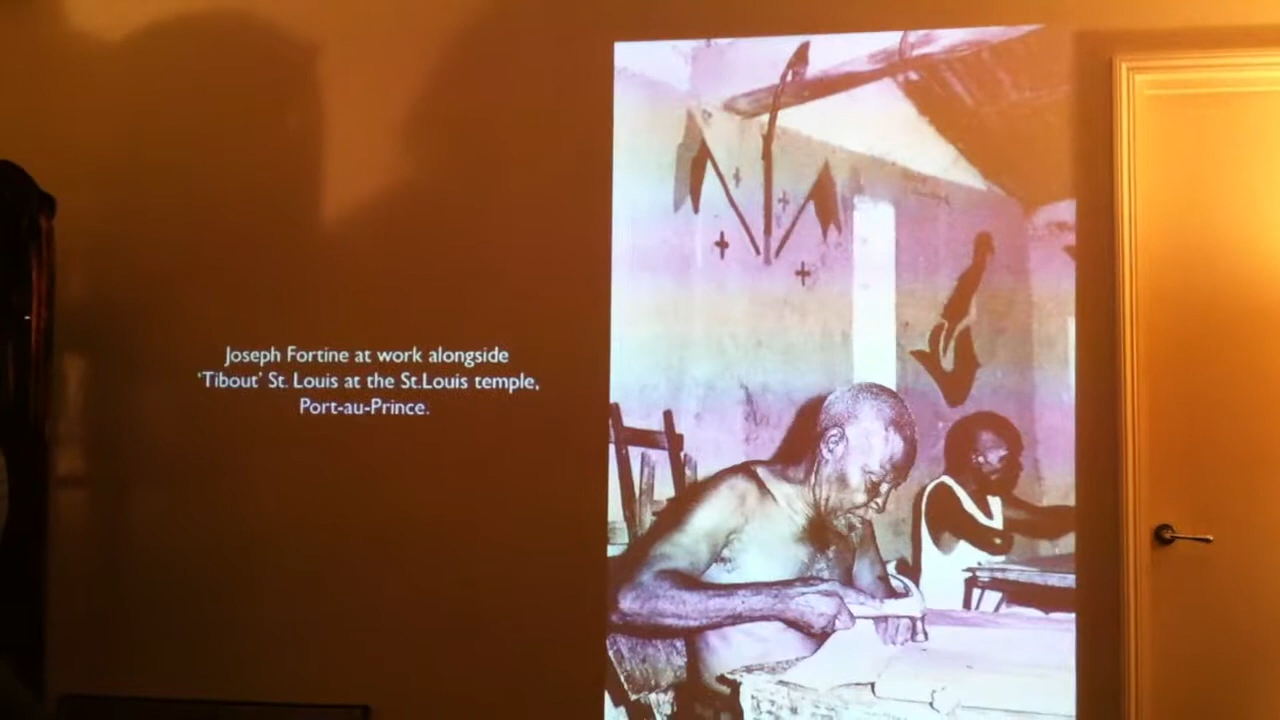 Joseph Fortine at work alongside
‘Tibout’ St. Louis at the St.Louis temple,
Port-au-Prince.